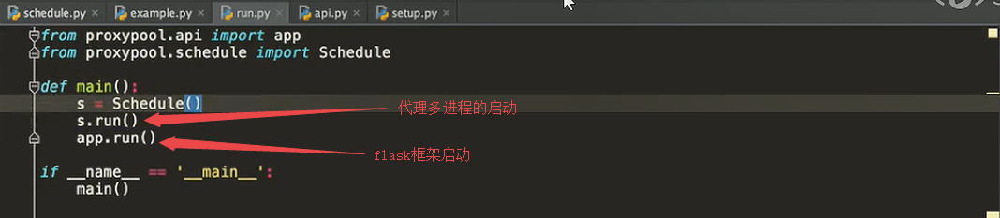 schedule.py × example.py × run.py × api.py × setup.py ×
from proxypool.api import app
from proxypool.schedule import Schedule
def main():
s = Schedule()
代理多进程的启动
s.run()
app.run()
flask框架启动
if __name__ == '__main__':
main()